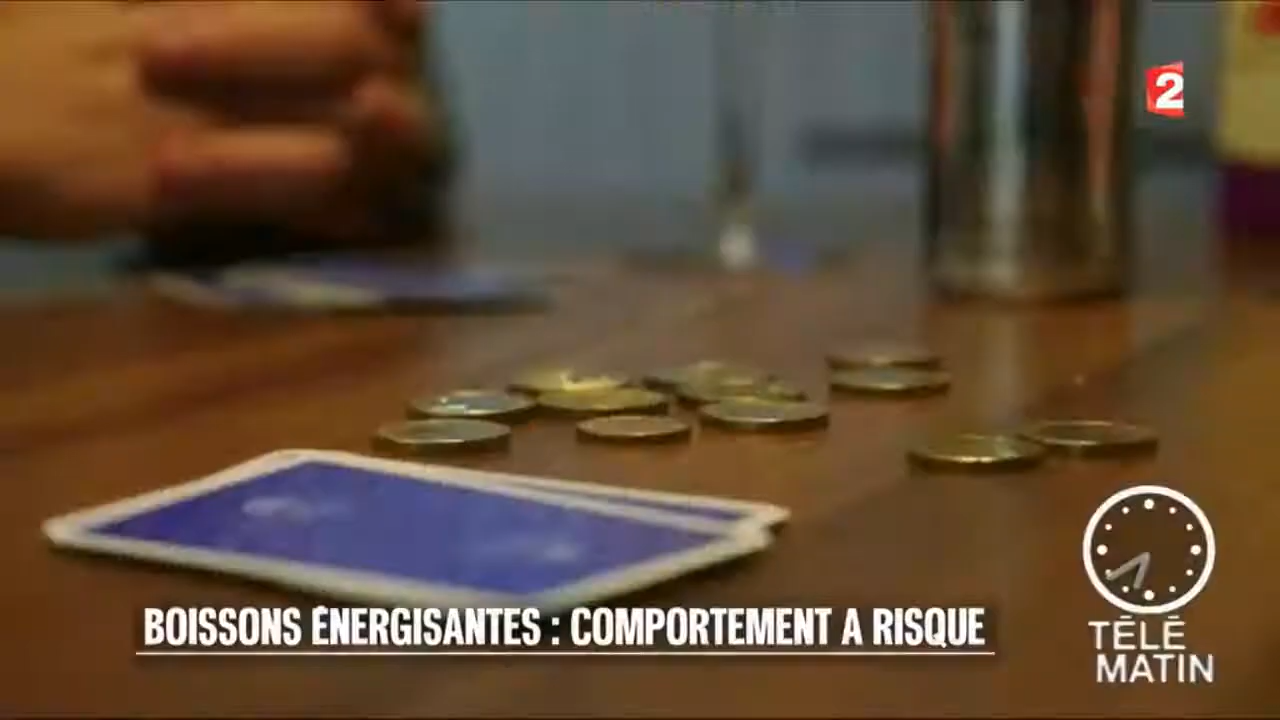 2
BOISSONS ÉNERGISANTES : COMPORTEMENT A RISQUE
TÉLÉ
MATIN